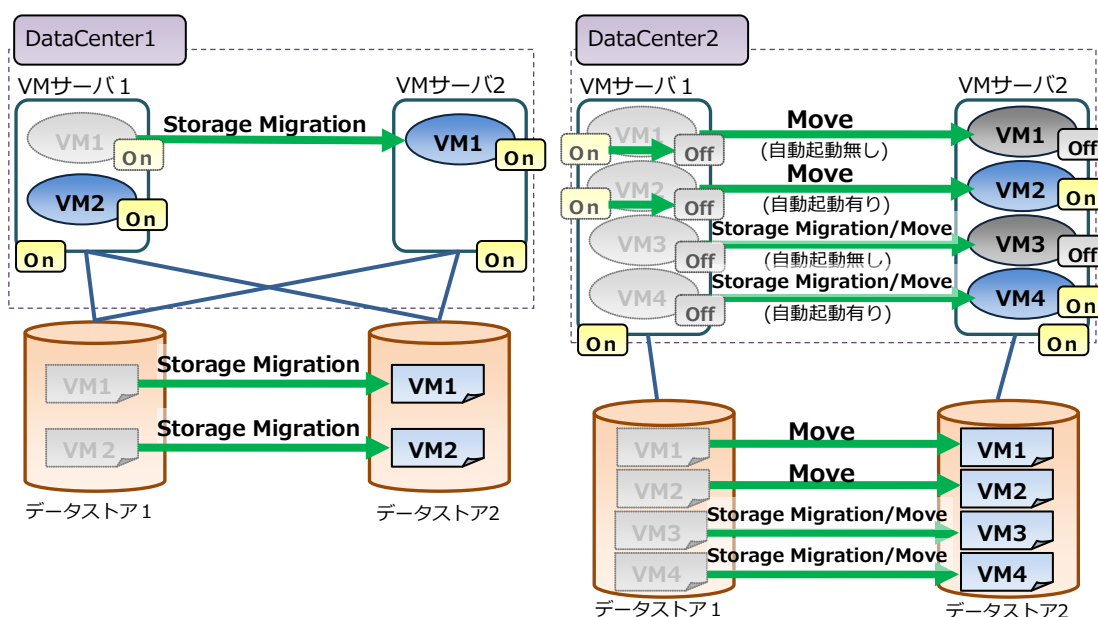 DataCenter1
VMサーバ 1
VMサーバ2
VM1
On
Storage Migration
VM1
On
VM2
On
On
On
Storage Migration
VM1
VM1
Storage Migration
VM 2
VM2
データストア 1
データストア2
DataCenter2
VMサーバ 1
VMサーバ2
VM1
On
Off
Move
(自動起動無し)
VM1
Off
VM2
On
Off
Move
(自動起動有り)
VM2
On
VM3
Off
Storage Migration/Move
(自動起動無し)
VM3
Off
VM4
Off
Storage Migration/Move
(自動起動有り)
VM4
On
On
On
VM1
Move
VM1
VM2
Move
VM2
VM3
Storage Migration/Move
VM3
VM4
Storage Migration/Move
VM4
データストア 1
データストア2